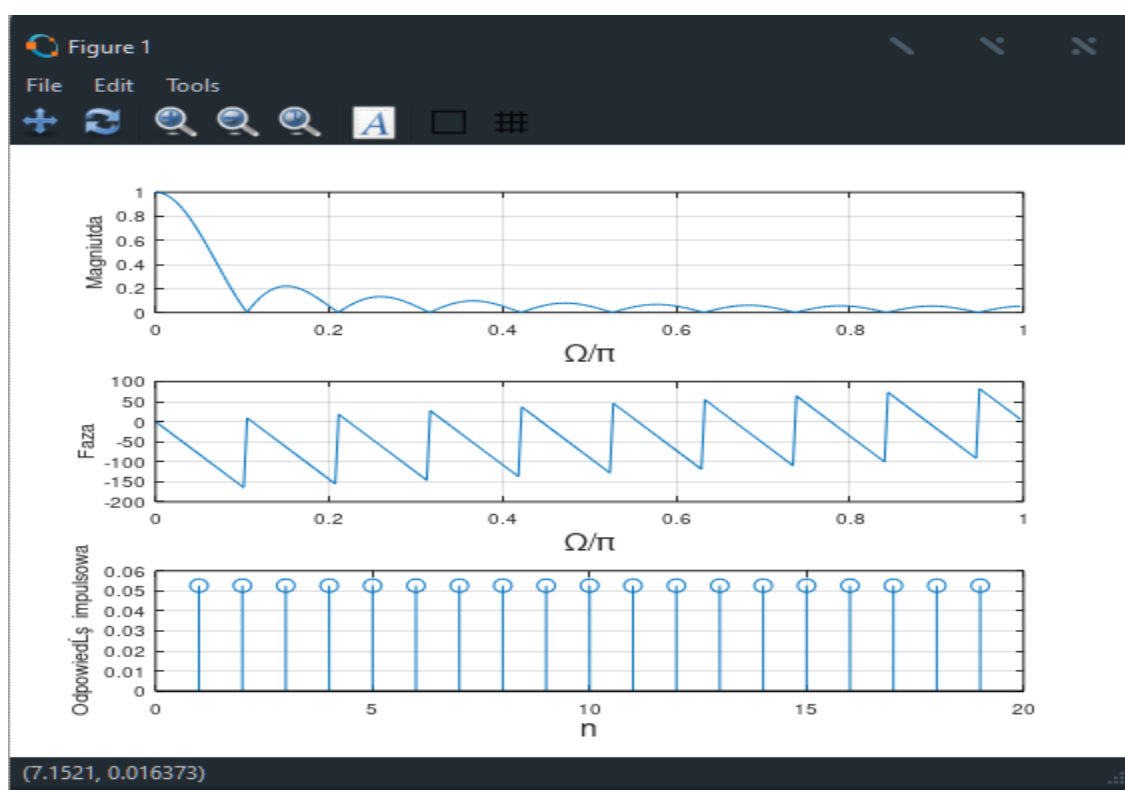 Figure 1
File Edit Tools
A
Magniutda
1
0.8
0.6
0.4
0.2
0
0 0.2 0.4 0.6 0.8 1
Ω/π
Faza
100
50
0
-50
-100
-150
-200
0 0.2 0.4 0.6 0.8 1
Ω/π
OdpowiedĹş impulsowa
0.06
0.05
0.04
0.03
0.02
0.01
0
0 5 10 15 20
n
(7.1521, 0.016373)